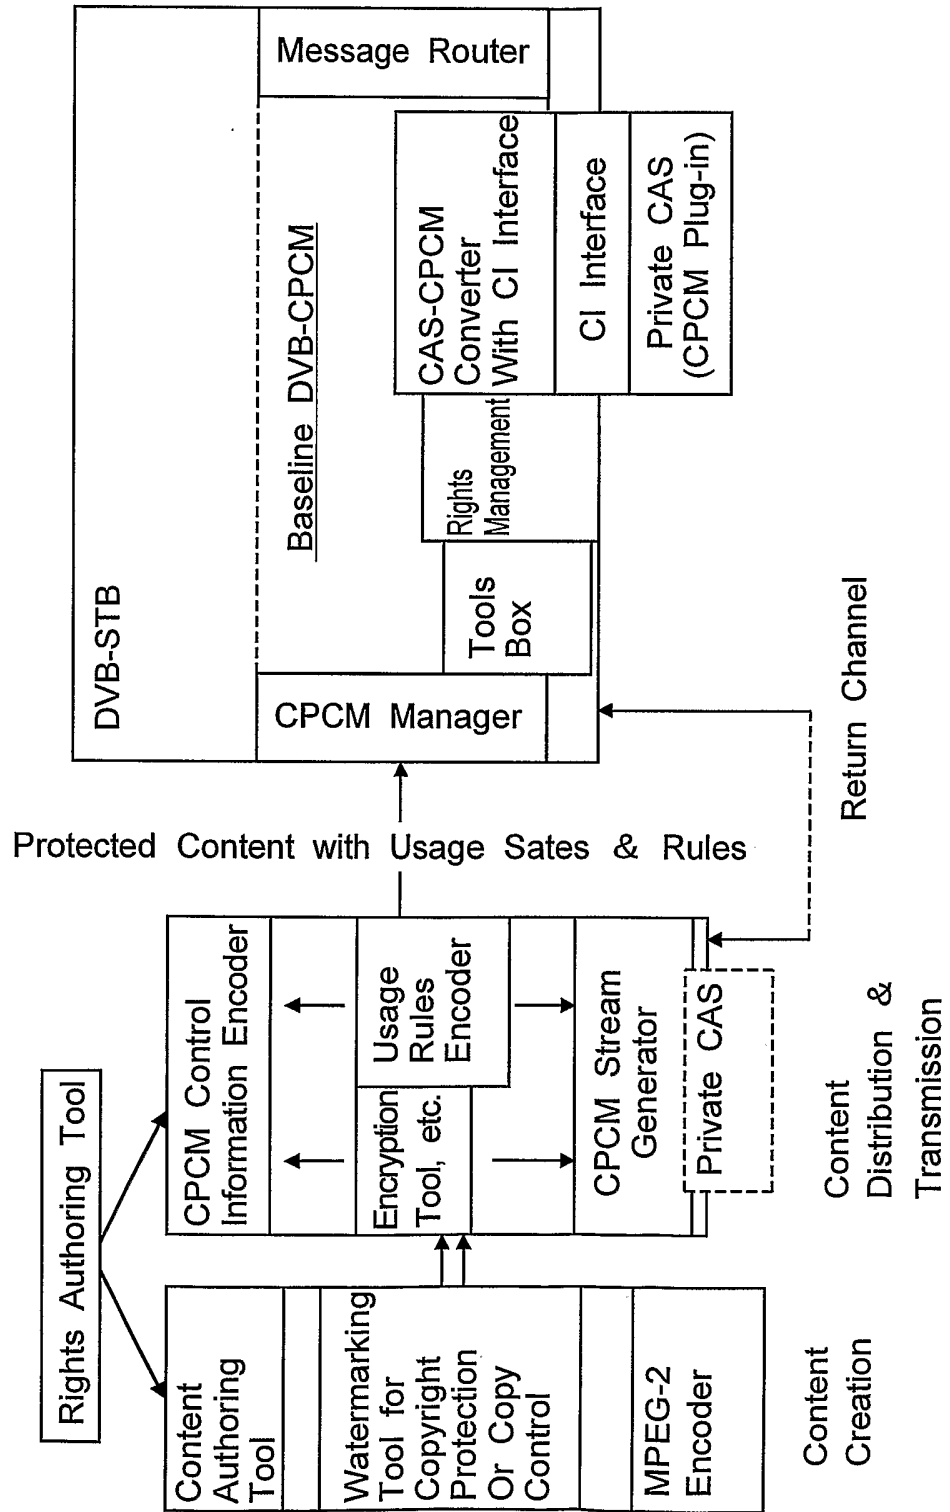 Rights Authoring Tool
Content
Authoring
Tool
Watermarking
Tool for
Copyright
Protection
Or Copy
Control
MPEG-2
Encoder
Content
Creation
CPCM Control
Information Encoder
Encryption
Tool, etc.
Usage
Rules
Encoder
CPCM Stream
Generator
Private CAS
Content
Distribution &
Transmission
Protected Content with Usage Sates & Rules
Return Channel
DVB-STB
Baseline DVB-CPCM
CPCM Manager
Tools
Box
Rights
Management
CAS-CPCM
Converter
With CI Interface
CI Interface
Private CAS
(CPCM Plug-in)
Message Router